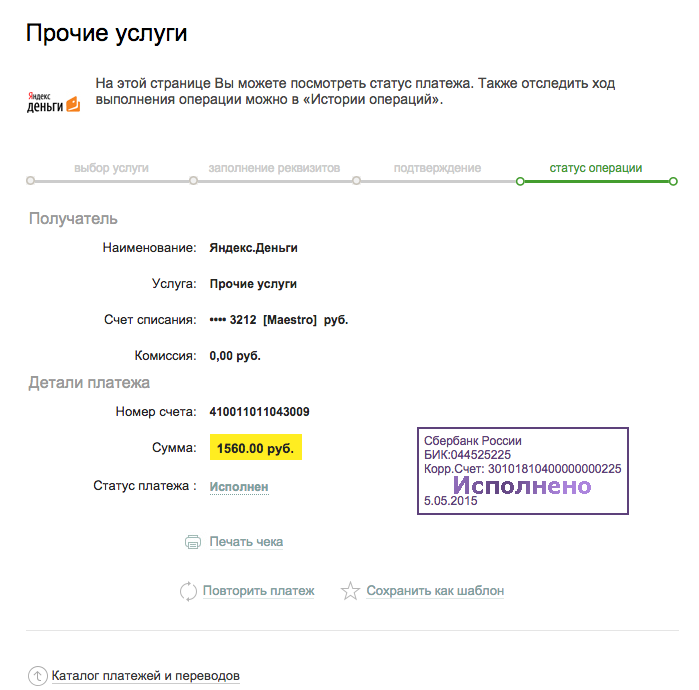 Прочие услуги
Яндекс
деньги
На этой странице Вы можете посмотреть статус платежа. Также отследить ход
выполнения операции можно в «Истории операций».
выбор услуги заполнение реквизитов подтверждение статус операции
Получатель
Наименование: Яндекс.Деньги
Услуга: Прочие услуги
Счет списания: •••• 3212 [Maestro] руб.
Комиссия: 0,00 руб.
Детали платежа
Номер счета: 410011011043009
Сумма: 1560.00 руб.
Статус платежа : Исполнен
Сбербанк России
БИК:044525225
Корр.Счет: 30101810400000000225
Исполнено
5.05.2015
Печать чека
Повторить платеж Сохранить как шаблон
Каталог платежей и переводов